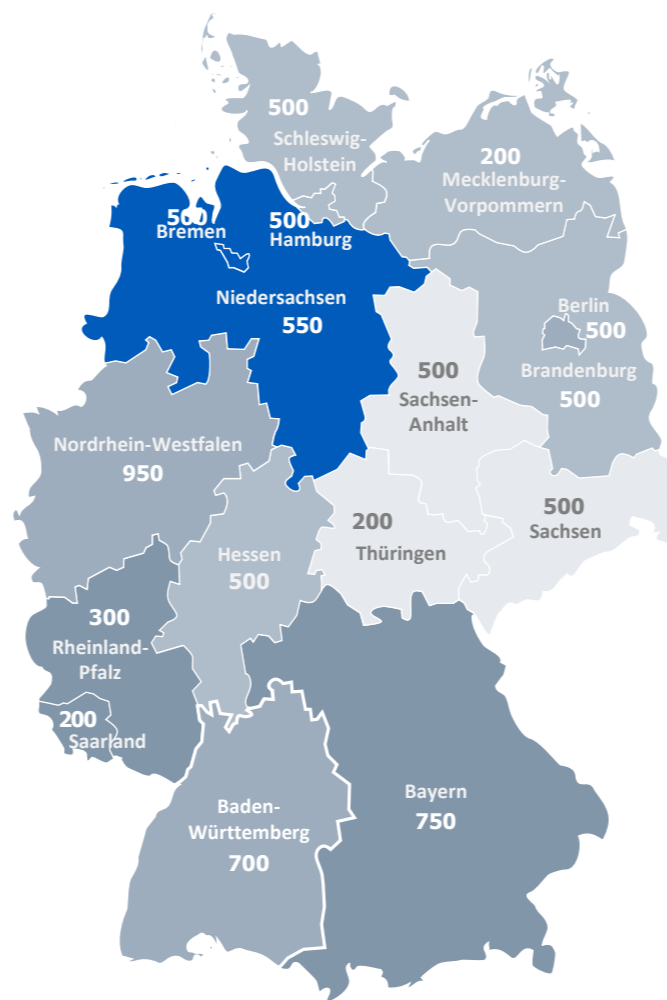 500
Schleswig-
Holstein
200
Mecklenburg-
Vorpommern
500
Bremen
500
Hamburg
Niedersachsen
550
Berlin
500
Brandenburg
500
500
Sachsen-
Anhalt
Nordrhein-Westfalen
950
500
Sachsen
200
Thüringen
Hessen
500
300
Rheinland-
Pfalz
200
Saarland
Bayern
750
Baden-
Württemberg
700